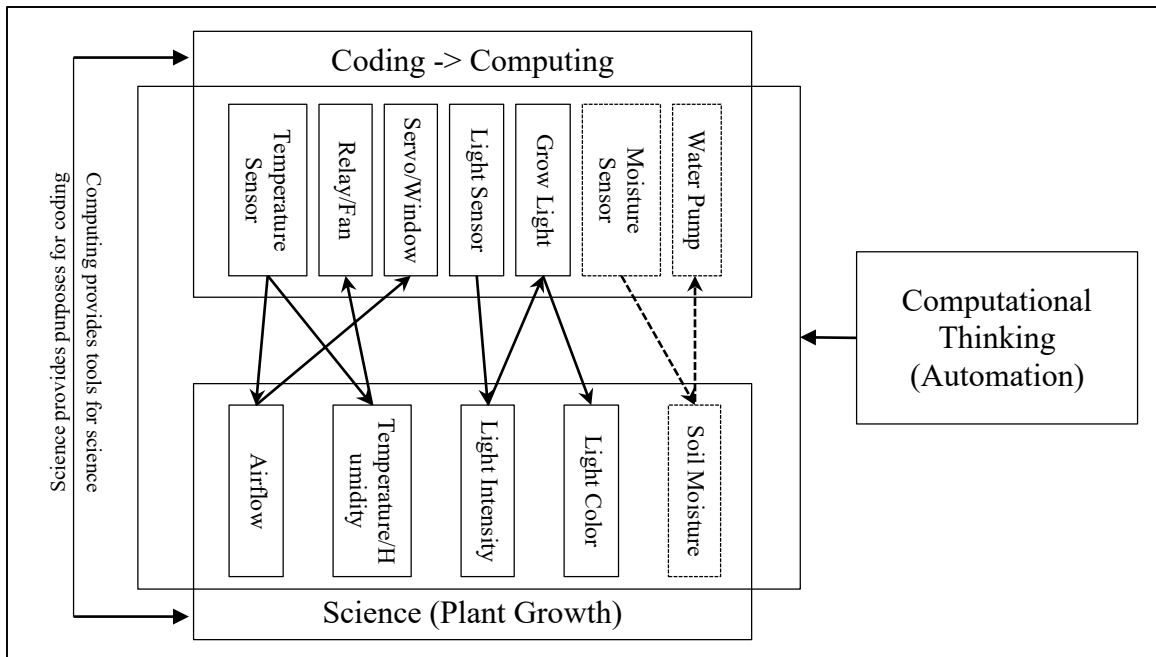 Coding -> Computing
Temperature
Sensor
Relay/Fan
Servo/Window
Light Sensor
Grow Light
Moisture
Sensor
Water Pump
Computing provides tools for science
Science provides purposes for coding
Computational
Thinking
(Automation)
Airflow
Temperature/H
umidity
Light Intensity
Light Color
Soil Moisture
Science (Plant Growth)